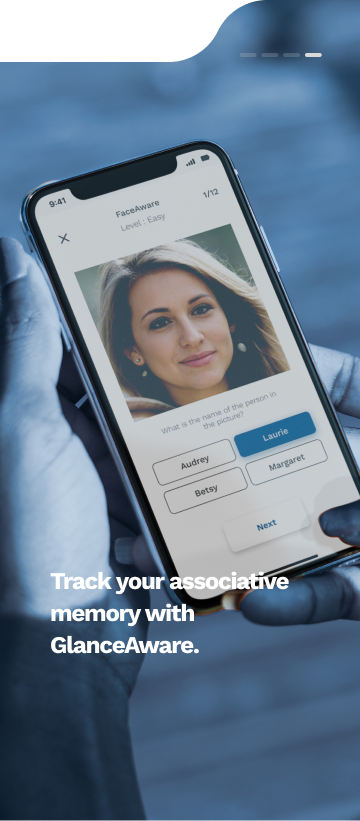 9:41
FaceAware
1/12
Level : Easy
What is the name of the person in
the picture?
Audrey
Laurie
Betsy
Margaret
Next
Track your associative
memory with
GlanceAware.